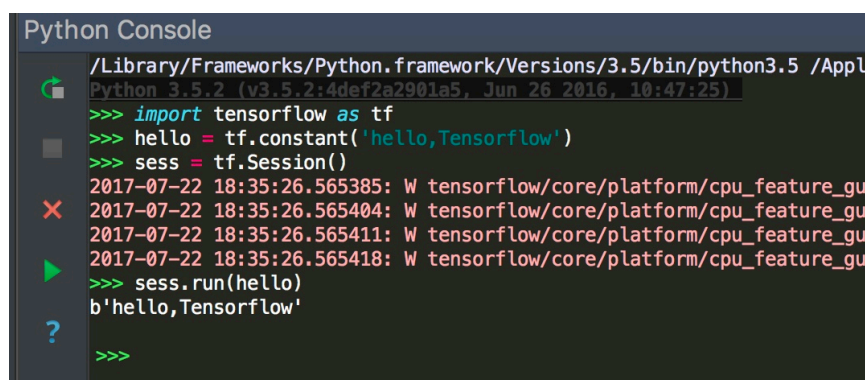 Python Console
/Library/Frameworks/Python.framework/Versions/3.5/bin/python3.5 /Appl
Python 3.5.2 (v3.5.2:4def2a2901a5, Jun 26 2016, 10:47:25)
>>> import tensorflow as tf
>>> hello = tf.constant('hello,Tensorflow')
>>> sess = tf.Session()
2017-07-22 18:35:26.565385: W tensorflow/core/platform/cpu_feature_gu
2017-07-22 18:35:26.565404: W tensorflow/core/platform/cpu_feature_gu
2017-07-22 18:35:26.565411: W tensorflow/core/platform/cpu_feature_gu
2017-07-22 18:35:26.565418: W tensorflow/core/platform/cpu_feature_gu
>>> sess.run(hello)
b'hello,Tensorflow'
?
>>>